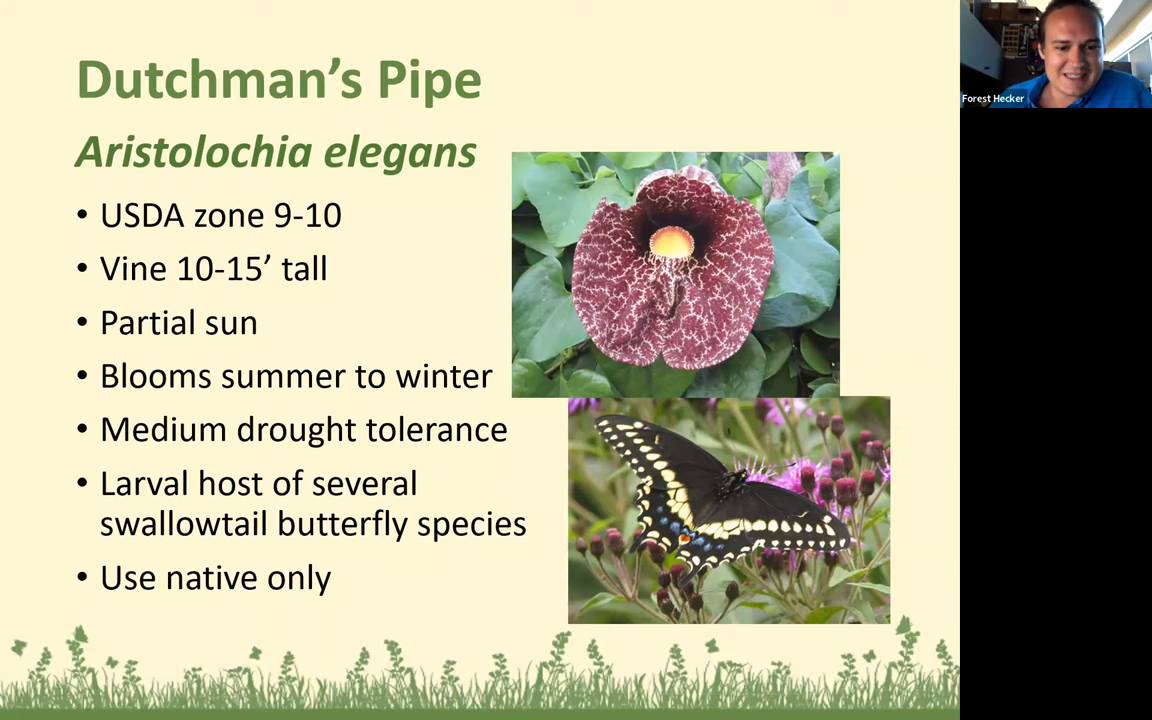 Dutchman’s Pipe
Aristolochia elegans
• USDA zone 9-10
• Vine 10-15’ tall
• Partial sun
• Blooms summer to winter
• Medium drought tolerance
• Larval host of several
swallowtail butterfly species
• Use native only
Forest Hecker